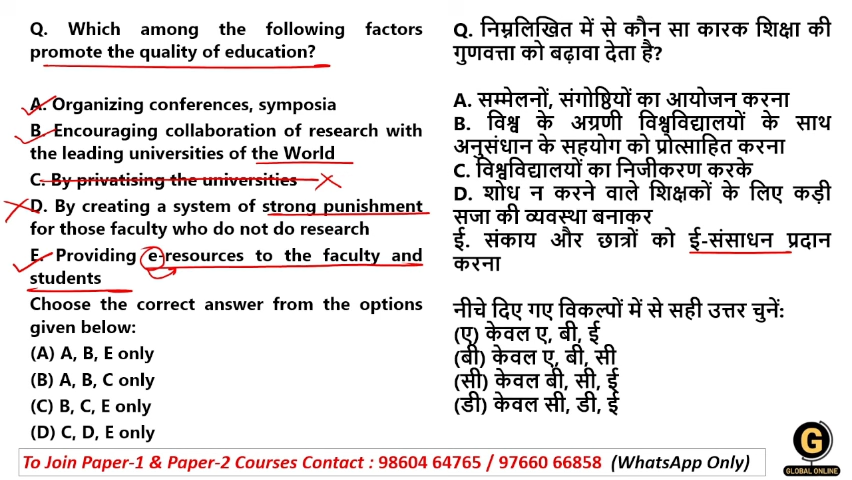 Q. Which among the following factors
promote the quality of education?
A. Organizing conferences, symposia
B. Encouraging collaboration of research with
the leading universities of the World
C. By privatising the universities
D. By creating a system of strong punishment
for those faculty who do not do research
E. Providing e-resources to the faculty and
students
Choose the correct answer from the options
given below:
(A) A, B, E only
(B) A, B, C only
(C) B, C, E only
(D) C, D, E only
Q. निम्नलिखित में से कौन सा कारक शिक्षा की
गुणवत्ता को बढ़ावा देता है?
A. सम्मेलनों, संगोष्ठियों का आयोजन करना
B. विश्व के अग्रणी विश्वविद्यालयों के साथ
अनुसंधान के सहयोग को प्रोत्साहित करना
C. विश्वविद्यालयों का निजीकरण करके
D. शोध न करने वाले शिक्षकों के लिए कड़ी
सजा की व्यवस्था बनाकर
ई. संकाय और छात्रों को ई-संसाधन प्रदान
करना
नीचे दिए गए विकल्पों में से सही उत्तर चुनें:
(ए) केवल ए, बी, ई
(बी) केवल ए, बी, सी
(सी) केवल बी, सी, ई
(डी) केवल सी, डी, ई
To Join Paper-1 & Paper-2 Courses Contact : 98604 64765 / 97660 66858 (WhatsApp Only)
G
GLOBAL ONLINE